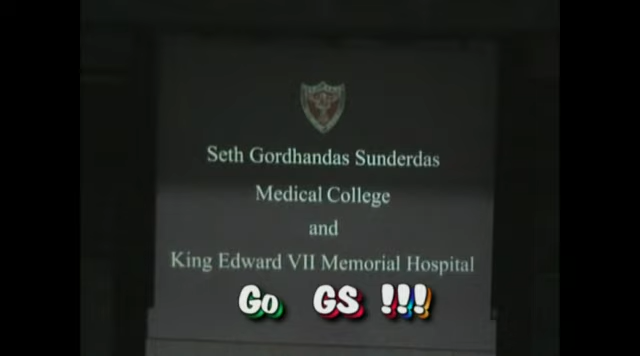 Seth Gordhandas Sunderdas
Medical College
and
King Edward VII Memorial Hospital
Go GS !!!